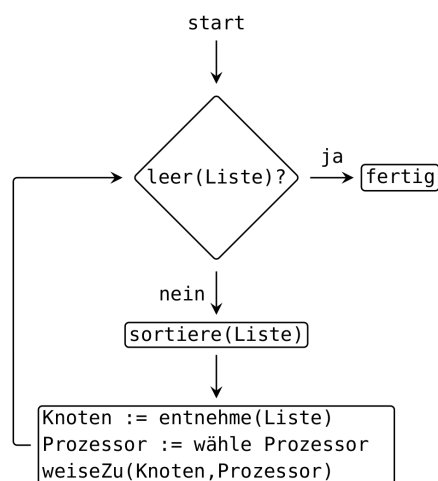 start
leer(Liste)?
ja
fertig
nein
sortiere(Liste)
Knoten := entnehme(Liste)
Prozessor := wähle Prozessor
weiseZu(Knoten,Prozessor)